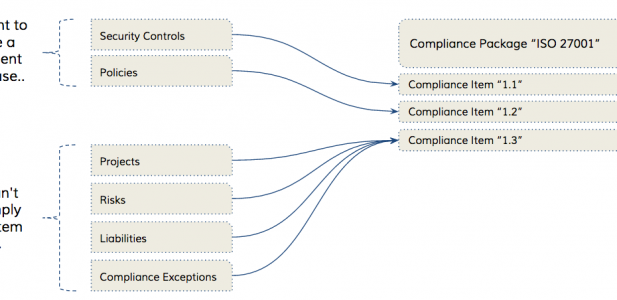 nt to
e a
ent
use..
Security Controls
Policies
Compliance Package “ISO 27001”
Compliance Item “1.1”
Compliance Item “1.2”
Compliance Item “1.3”
n't
ply
tem
Projects
Risks
Liabilities
Compliance Exceptions